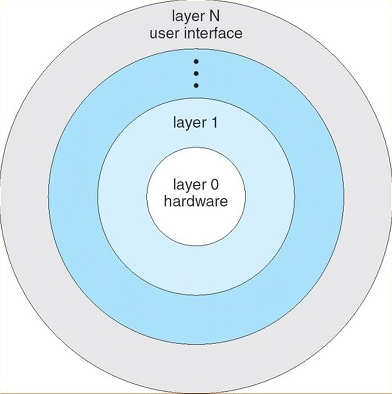 layer N
user interface
layer 1
layer 0
hardware